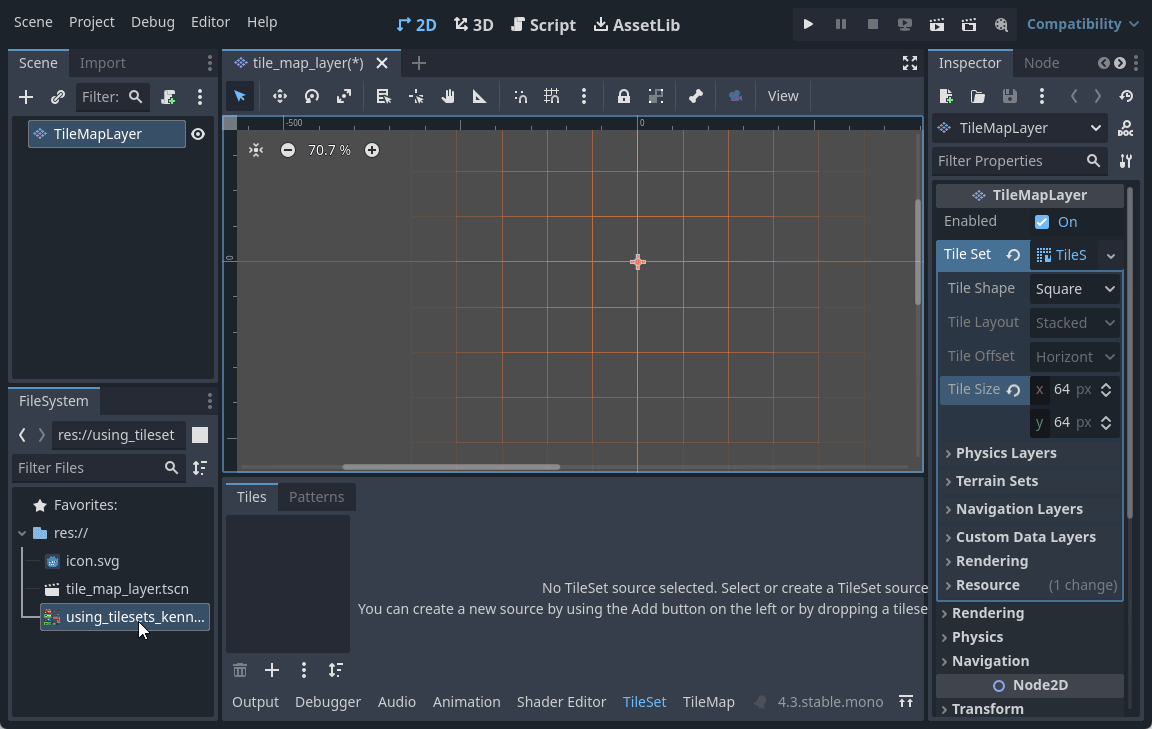 Scene Project Debug Editor Help
2D 3D Script AssetLib
Compatibility
Scene Import
Filter:
TileMapLayer
FileSystem
res://using_tileset
Filter Files
Favorites:
res://
icon.svg
tile_map_layer.tscn
using_tilesets_kenn...
tile_map_layer(*)
View
-500 0
70.7 %
0
Tiles Patterns
No TileSet source selected. Select or create a TileSet source
You can create a new source by using the Add button on the left or by dropping a tilese
Output Debugger Audio Animation Shader Editor TileSet TileMap 4.3.stable.mono
Inspector Node
TileMapLayer
Filter Properties
TileMapLayer
Enabled On
Tile Set TileS
Tile Shape Square
Tile Layout Stacked
Tile Offset Horizont
Tile Size x 64 px
y 64 px
Physics Layers
Terrain Sets
Navigation Layers
Custom Data Layers
Rendering
Resource (1 change)
Rendering
Physics
Navigation
Node2D
Transform